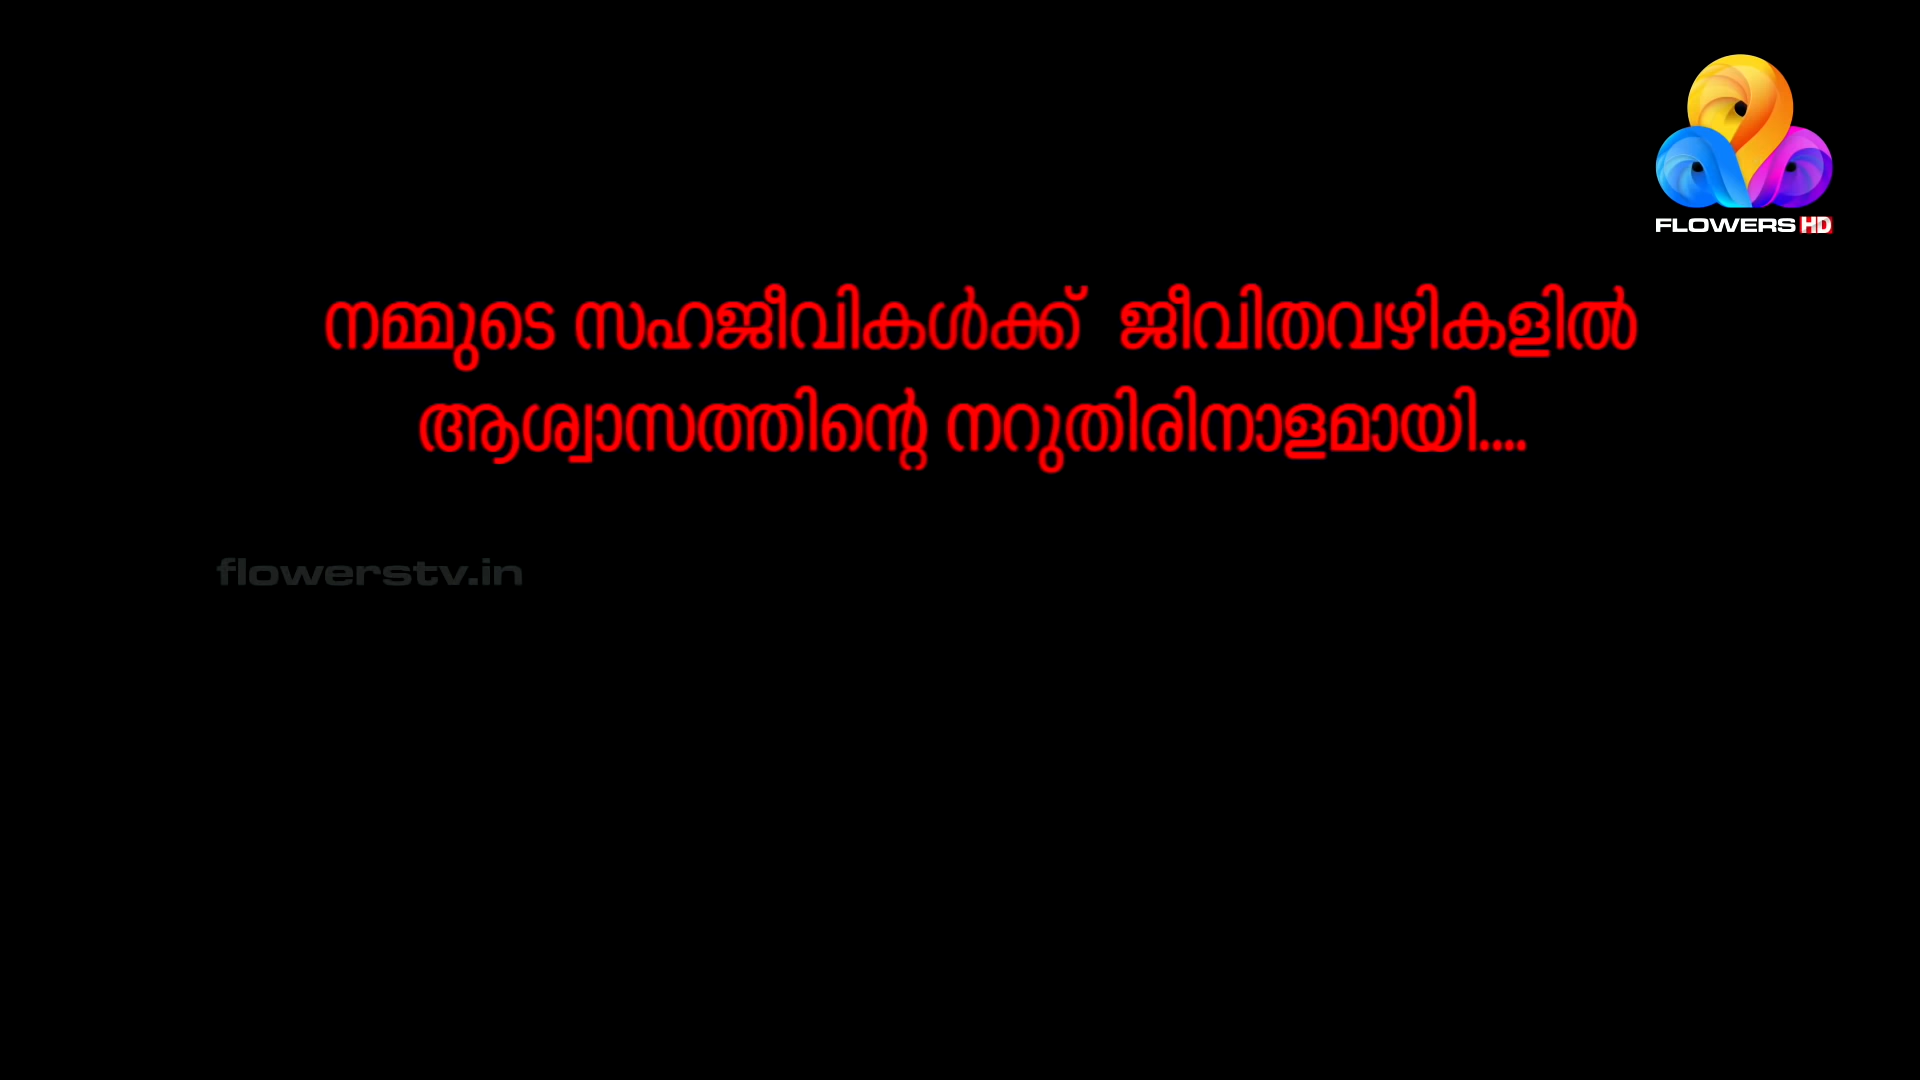 FLOWERS HD
നമ്മുടെ സഹജീവികൾക്ക് ജീവിതവഴികളിൽ
ആശ്വാസത്തിന്റെ നറുതിരിനാളമായി....
flowerstv.in